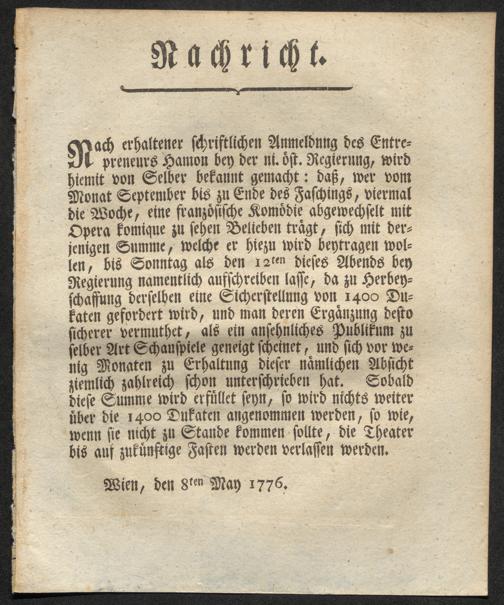 Nachricht.
Nach erhaltener schriftlichen Anmeldung des Entre-
preneurs Hamon bey der ni. öst. Regierung, wird
hiemit von Selber bekannt gemacht: daß, wer vom
Monat September bis zu Ende des Faschings, viermal
die Woche, eine französische Komödie abgewechselt mit
Opera komique zu sehen Belieben trägt, sich mit der-
jenigen Summe, welche er hiezu wird beytragen wol-
len, bis Sonntag als den 12ten dieses Abends bey
Regierung namentlich aufschreiben lasse, da zu Herbey-
schaffung derselben eine Sicherstellung von 1400 Du-
katen gefordert wird, und man deren Ergänzung desto
sicherer vermuthet, als ein ansehnliches Publikum zu
selber Art Schauspiele geneigt scheinet, und sich vor we-
nig Monaten zu Erhaltung dieser nämlichen Absicht
ziemlich zahlreich schon unterschrieben hat. Sobald
diese Summe wird erfüllet seyn, so wird nichts weiter
über die 1400 Dukaten angenommen werden, so wie,
wenn sie nicht zu Stande kommen sollte, die Theater
bis auf zukünftige Fasten werden verlassen werden.
Wien, den 8ten May 1776.